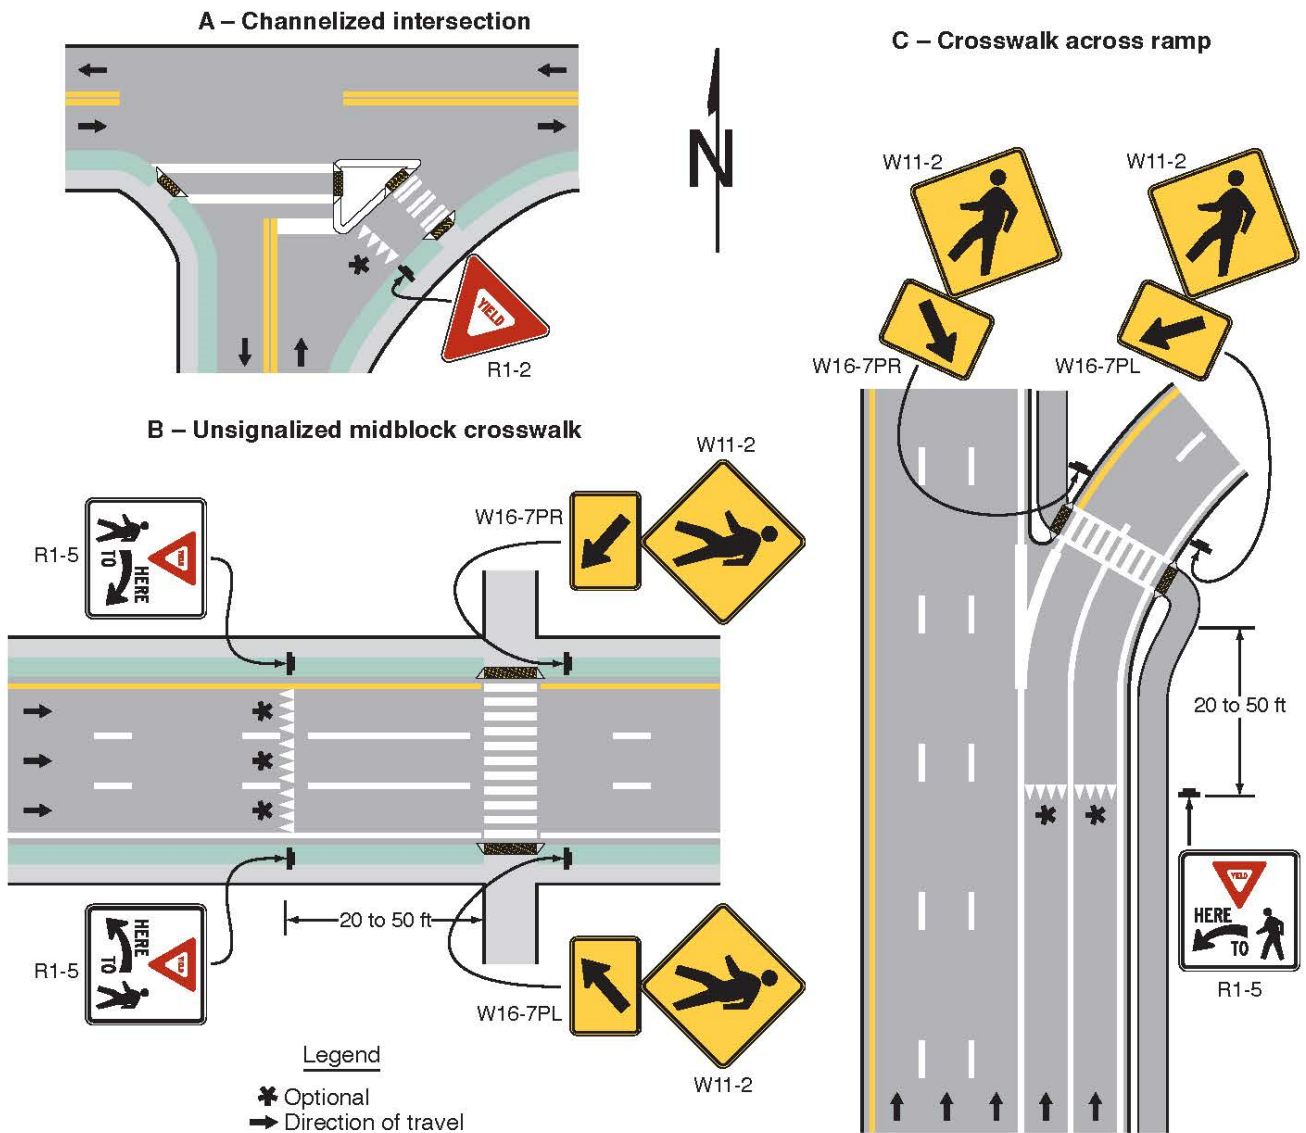 A – Channelized intersection
N
YIELD
R1-2
B – Unsignalized midblock crosswalk
R1-5
YIELD
HERE
TO
W16-7PR
W11-2
R1-5
YIELD
HERE
TO
20 to 50 ft
W16-7PL
W11-2
Legend
* Optional
→ Direction of travel
C – Crosswalk across ramp
W11-2
W11-2
W16-7PR
W16-7PL
20 to 50 ft
* *
YIELD
HERE
TO
R1-5